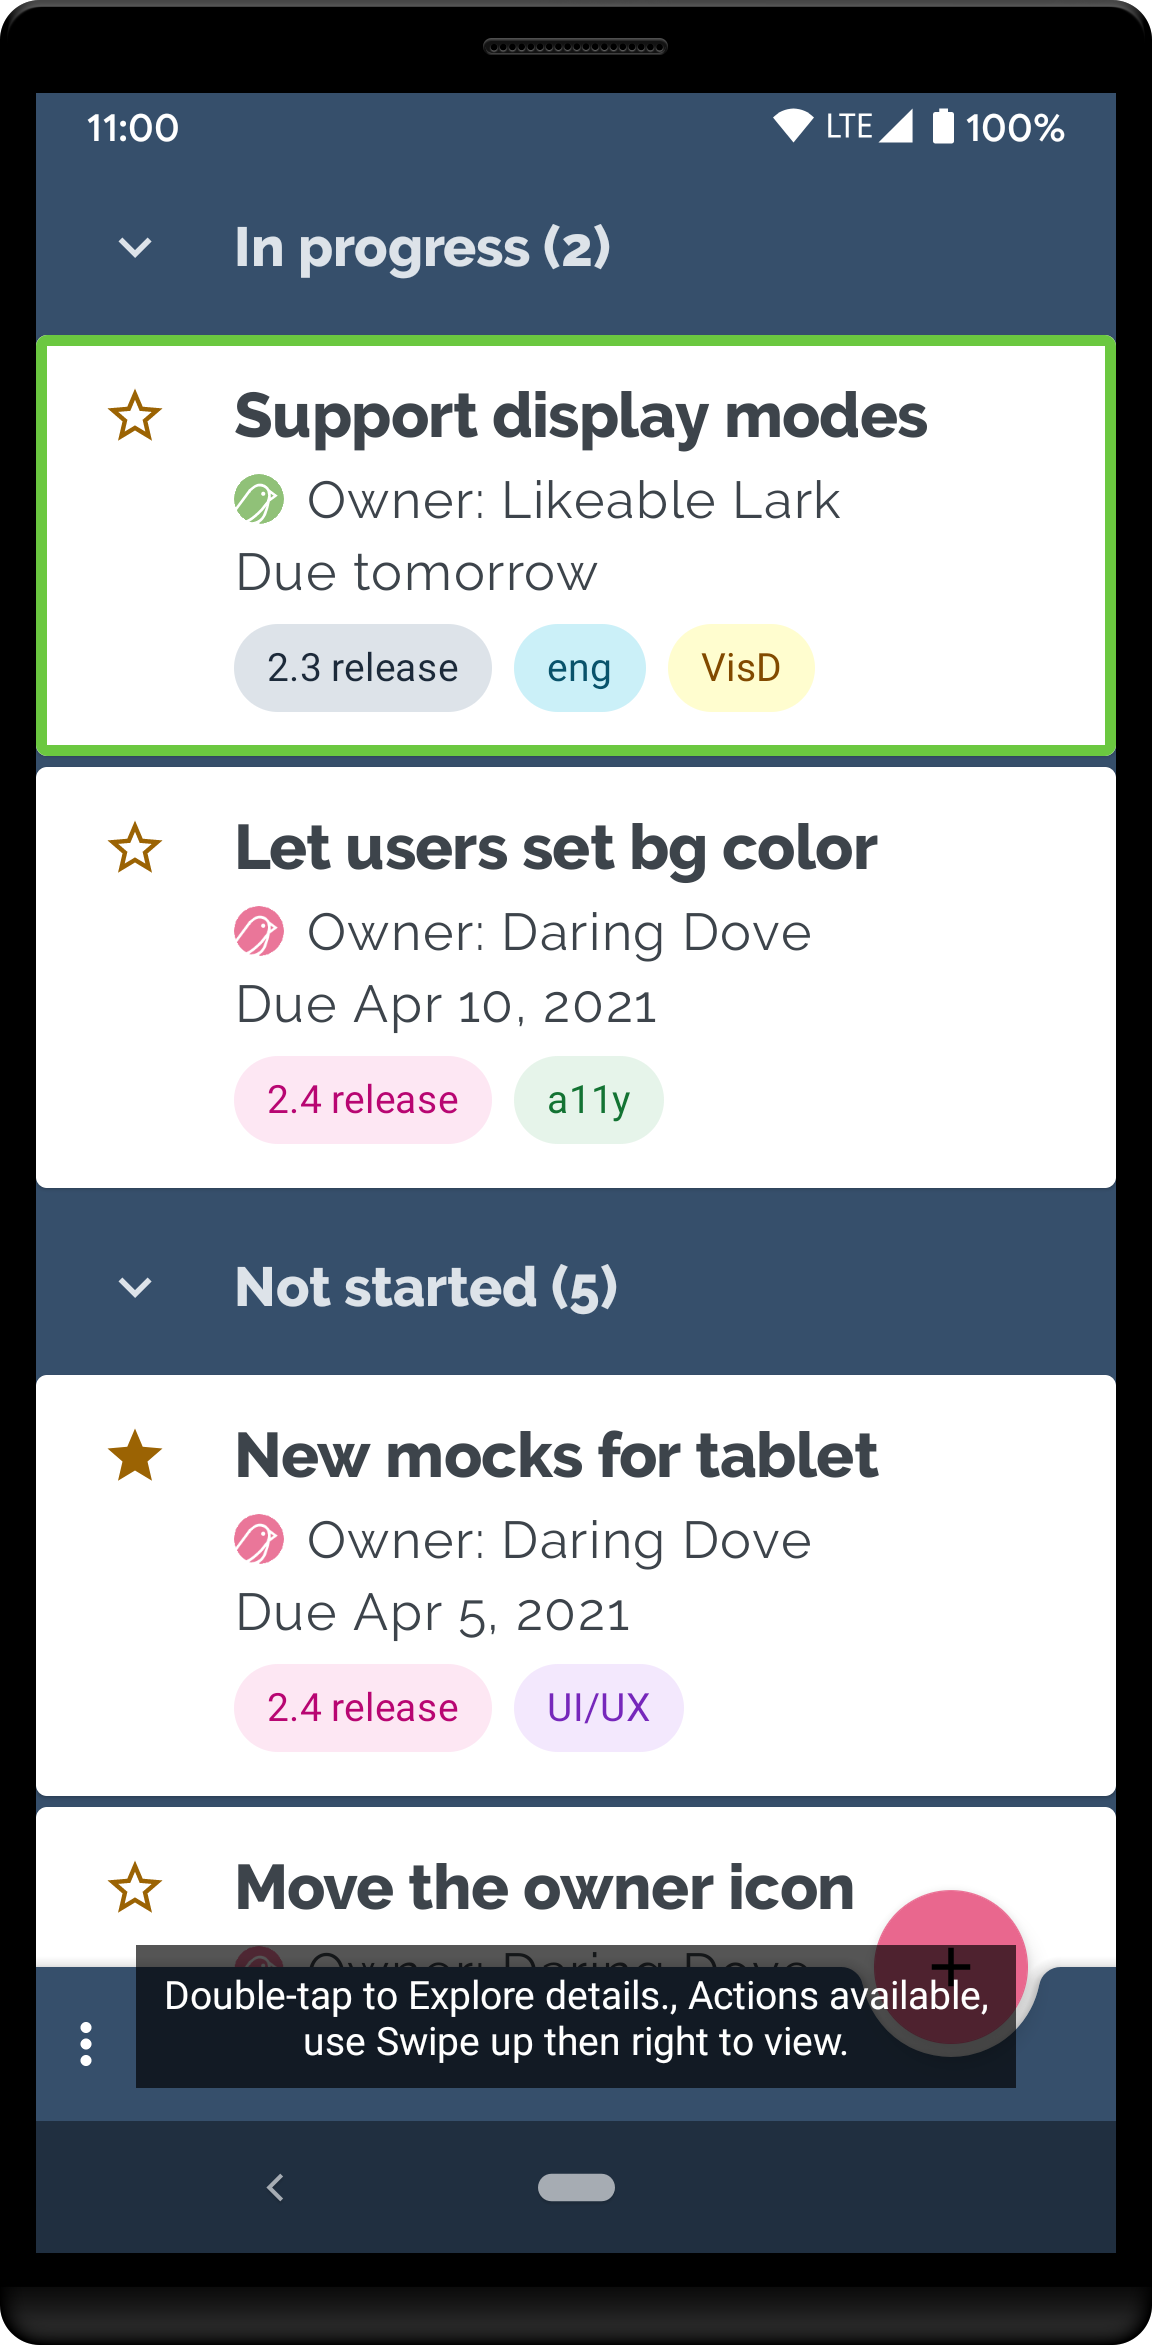 11:00 LTE 100%
In progress (2)
Support display modes
Owner: Likeable Lark
Due tomorrow
2.3 release eng VisD
Let users set bg color
Owner: Daring Dove
Due Apr 10, 2021
2.4 release a11y
Not started (5)
New mocks for tablet
Owner: Daring Dove
Due Apr 5, 2021
2.4 release UI/UX
Move the owner icon
Owner: Daring Dove
Double-tap to Explore details., Actions available,
use Swipe up then right to view.